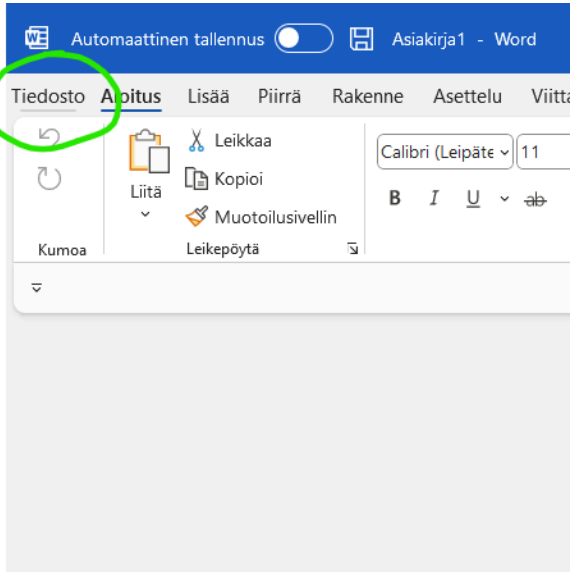 Automaattinen tallennus Asiakirja1 - Word
Tiedosto Aloitus Lisää Piirrä Rakenne Asettelu
Leikkaa
Kopioi
Liitä
Muotoilusivellin
Calibri (Leipäte 11
B I U ab
Kumoa Leikepöytä